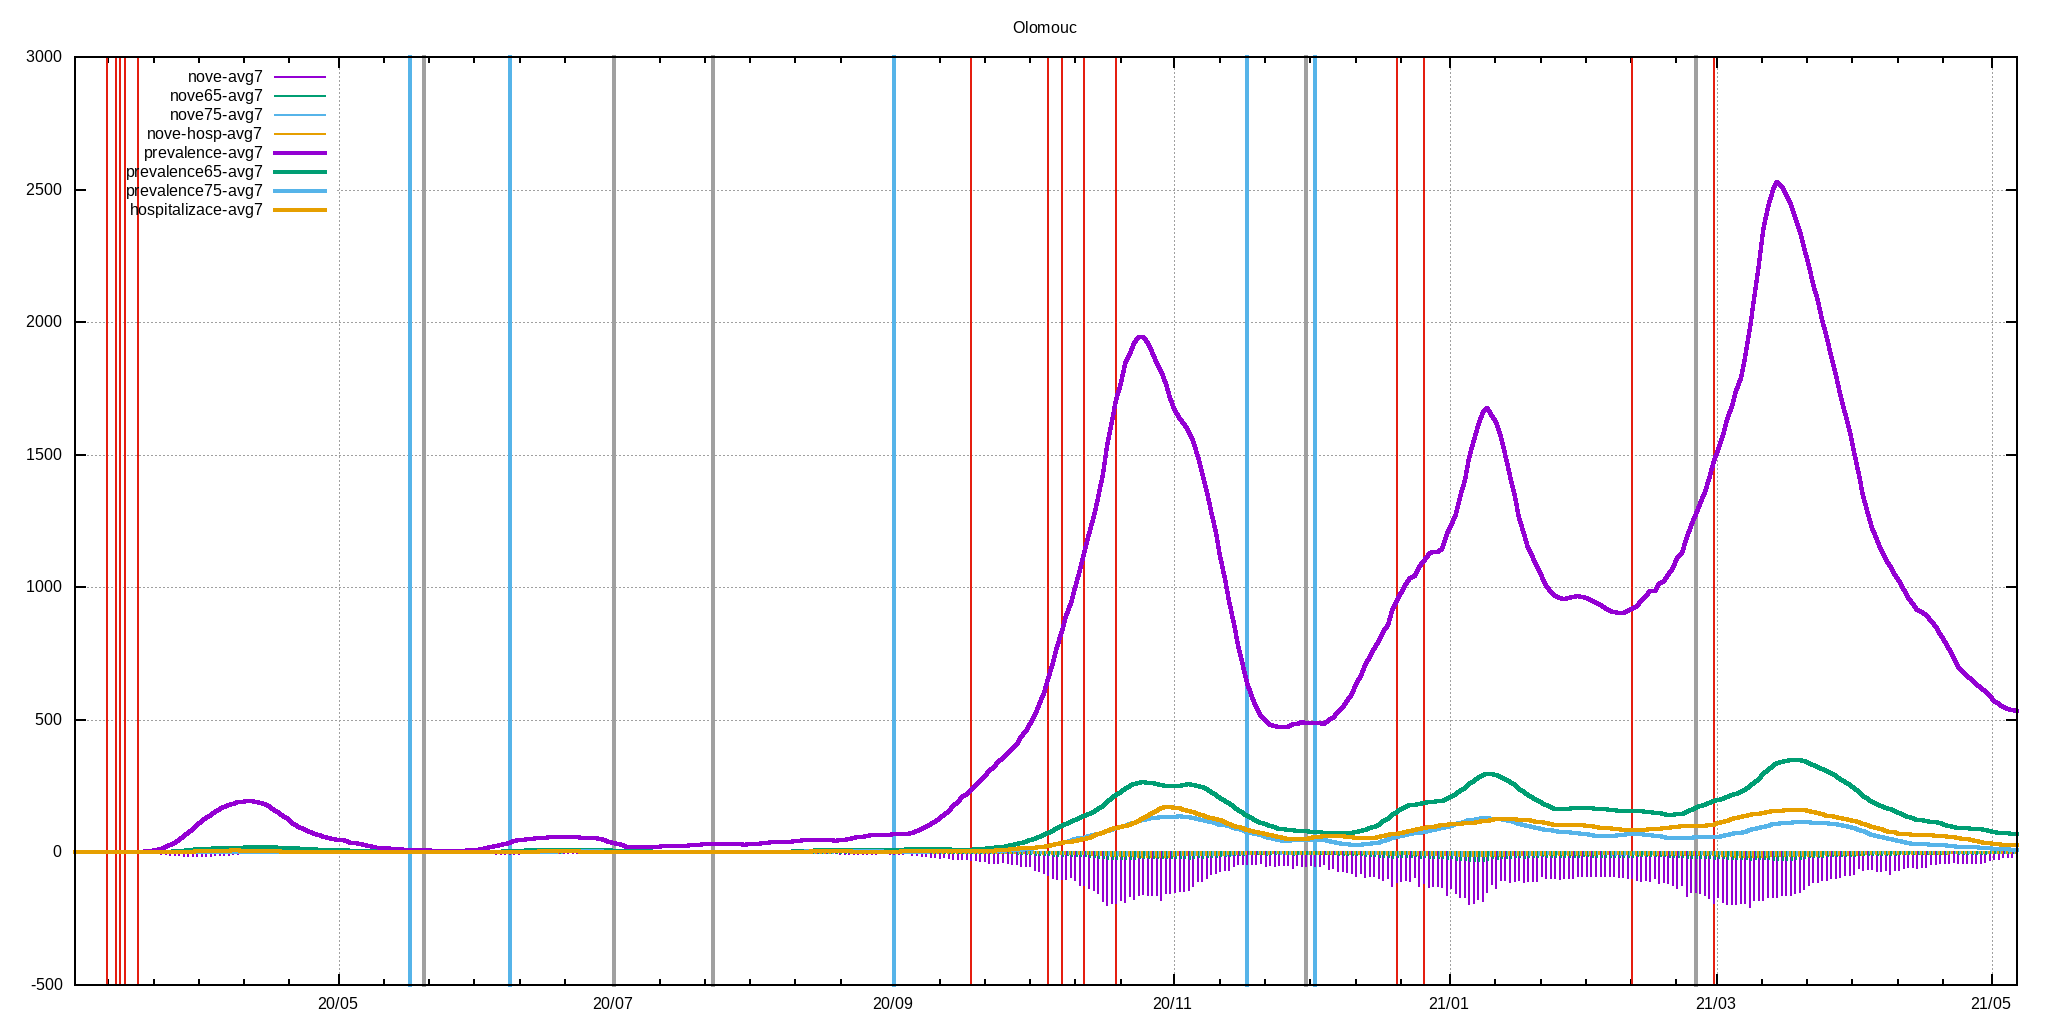 Olomouc
3000
2500
2000
1500
1000
500
0
-500
nove-avg7
nove65-avg7
nove75-avg7
nove-hosp-avg7
prevalence-avg7
prevalence65-avg7
prevalence75-avg7
hospitalizace-avg7
20/05 20/07 20/09 20/11 21/01 21/03 21/05